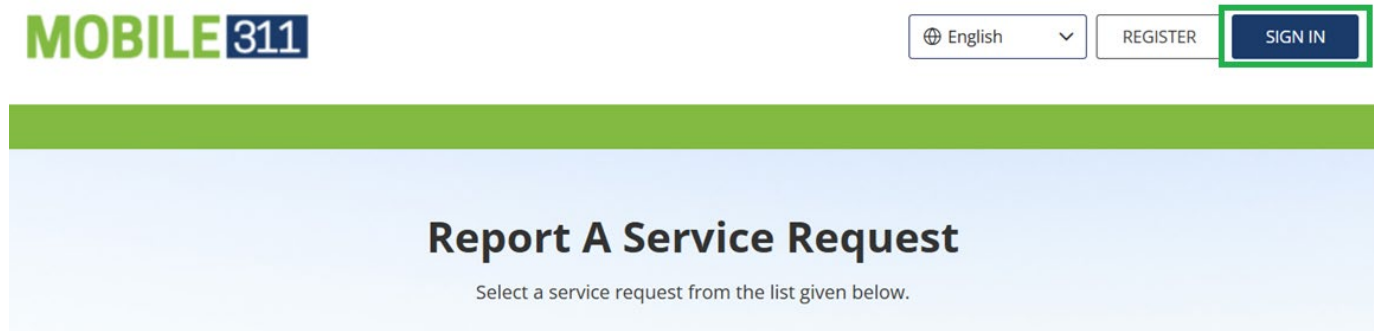 MOBILE 311
English
REGISTER
SIGN IN
Report A Service Request
Select a service request from the list given below.